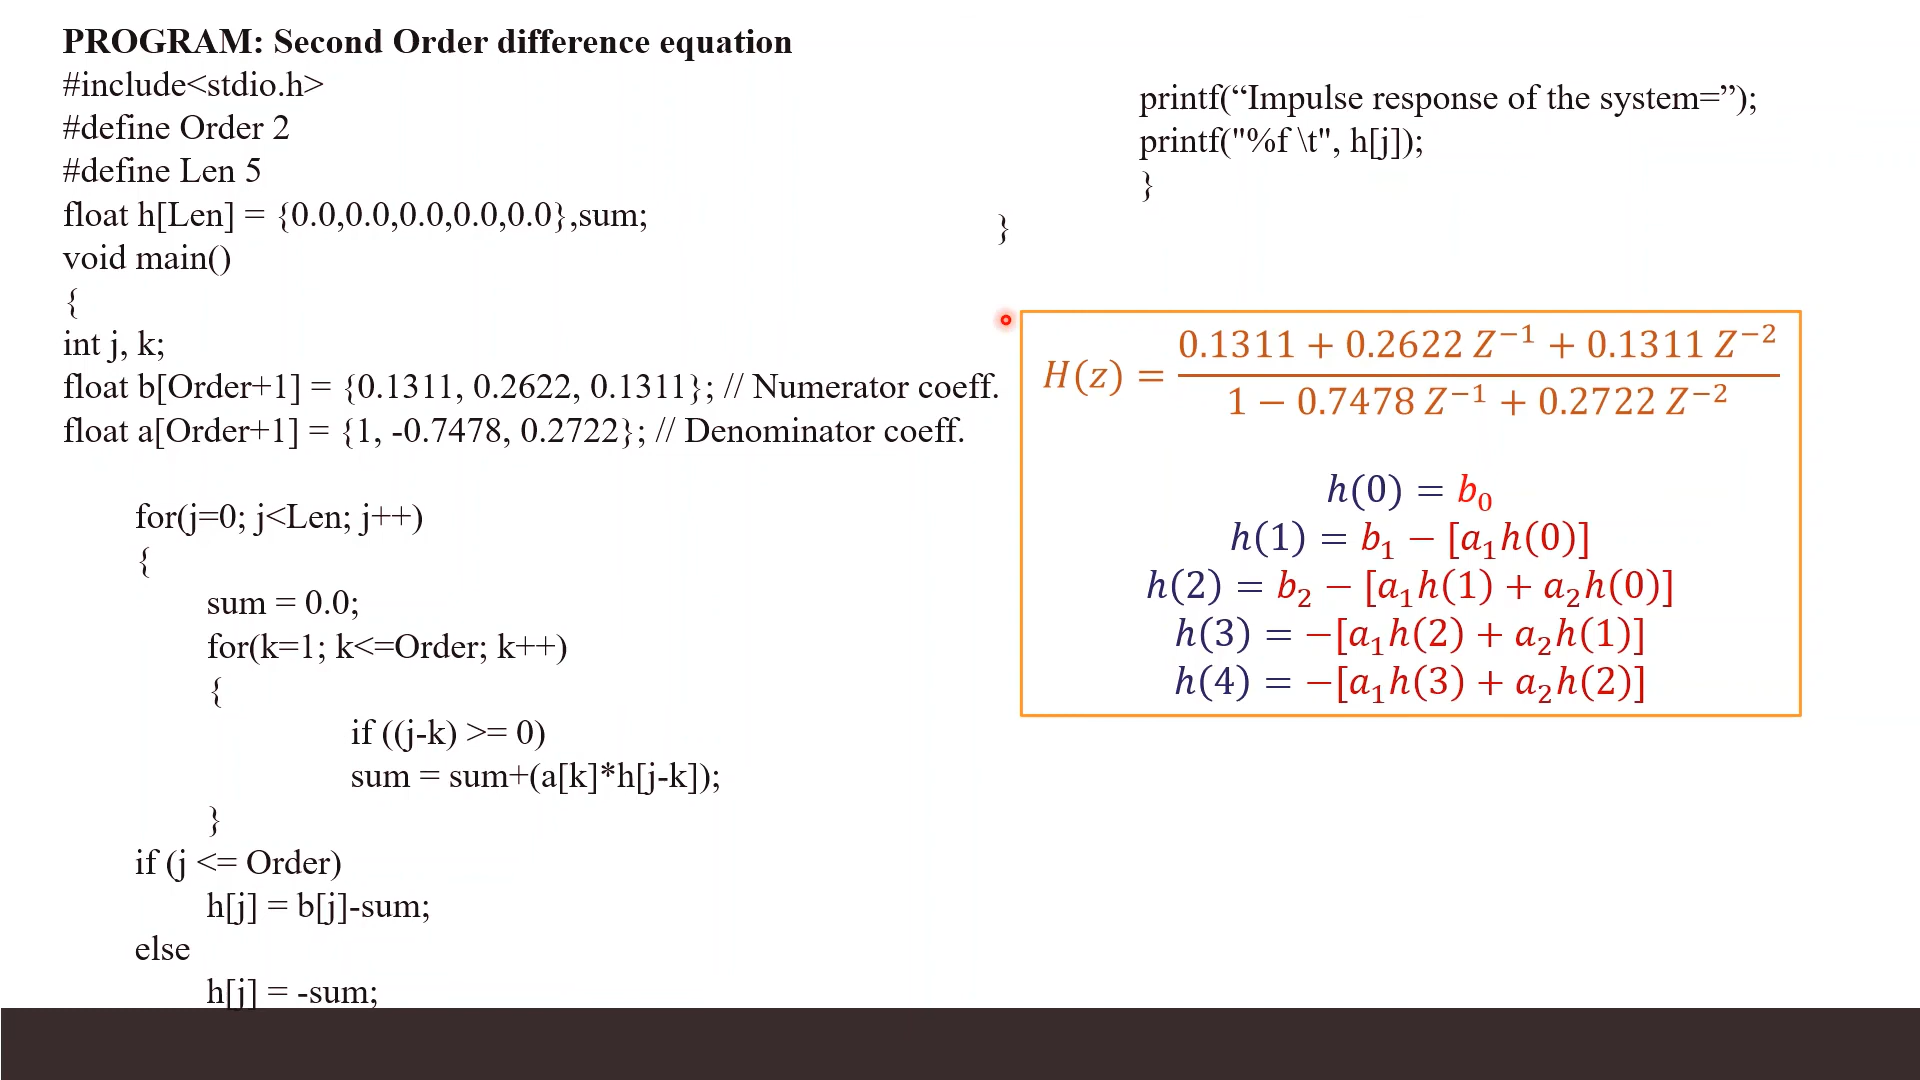 PROGRAM: Second Order difference equation
#include<stdio.h>
#define Order 2
#define Len 5
float h[Len] = {0.0,0.0,0.0,0.0,0.0},sum;
void main()
{
int j, k;
float b[Order+1] = {0.1311, 0.2622, 0.1311}; // Numerator coeff.
float a[Order+1] = {1, -0.7478, 0.2722}; // Denominator coeff.
for(j=0; j<Len; j++)
{
sum = 0.0;
for(k=1; k<=Order; k++)
{
if ((j-k) >= 0)
sum = sum+(a[k]*h[j-k]);
}
if (j <= Order)
h[j] = b[j]-sum;
else
h[j] = -sum;
printf(“Impulse response of the system=”);
printf("%f \t", h[j]);
}
}
H(z) = (0.1311 + 0.2622 Z⁻¹ + 0.1311 Z⁻²) / (1 − 0.7478 Z⁻¹ + 0.2722 Z⁻²)
h(0) = b₀
h(1) = b₁ − [a₁h(0)]
h(2) = b₂ − [a₁h(1) + a₂h(0)]
h(3) = −[a₁h(2) + a₂h(1)]
h(4) = −[a₁h(3) + a₂h(2)]